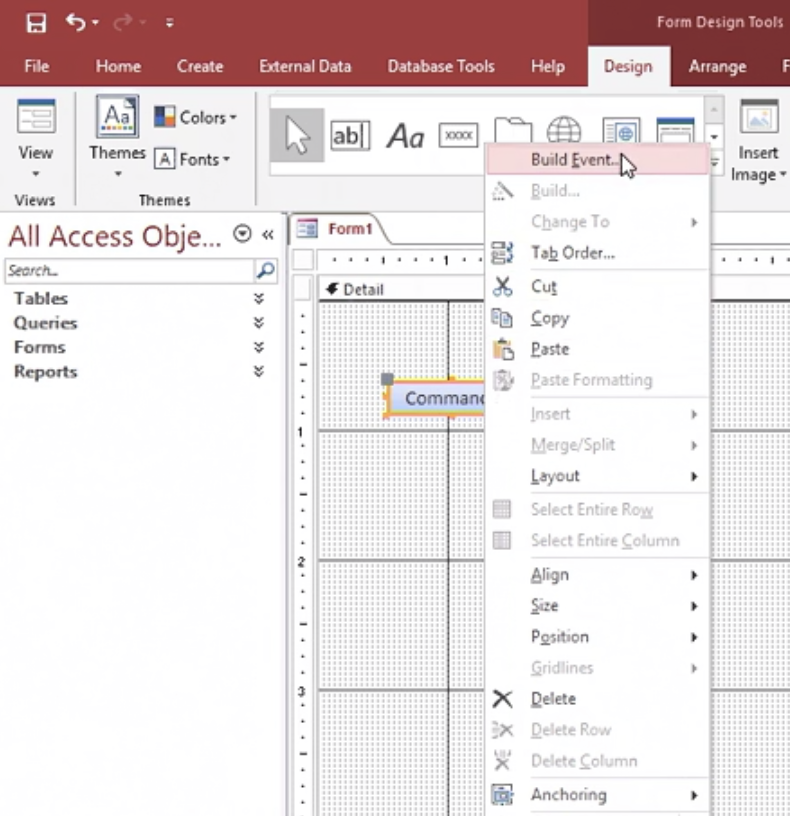 Form Design Tools
File Home Create External Data Database Tools Help Design Arrange F
View
Views
Aa
Themes
Colors
A Fonts
Themes
ab| Aa xxxx
Insert
Image
All Access Obje...
Search...
Tables
Queries
Forms
Reports
Form1
1
Detail
Command
1
2
3
Build Event...
Build...
Change To
Tab Order...
Cut
Copy
Paste
Paste Formatting
Insert
Merge/Split
Layout
Select Entire Row
Select Entire Column
Align
Size
Position
Gridlines
Delete
Delete Row
Delete Column
Anchoring